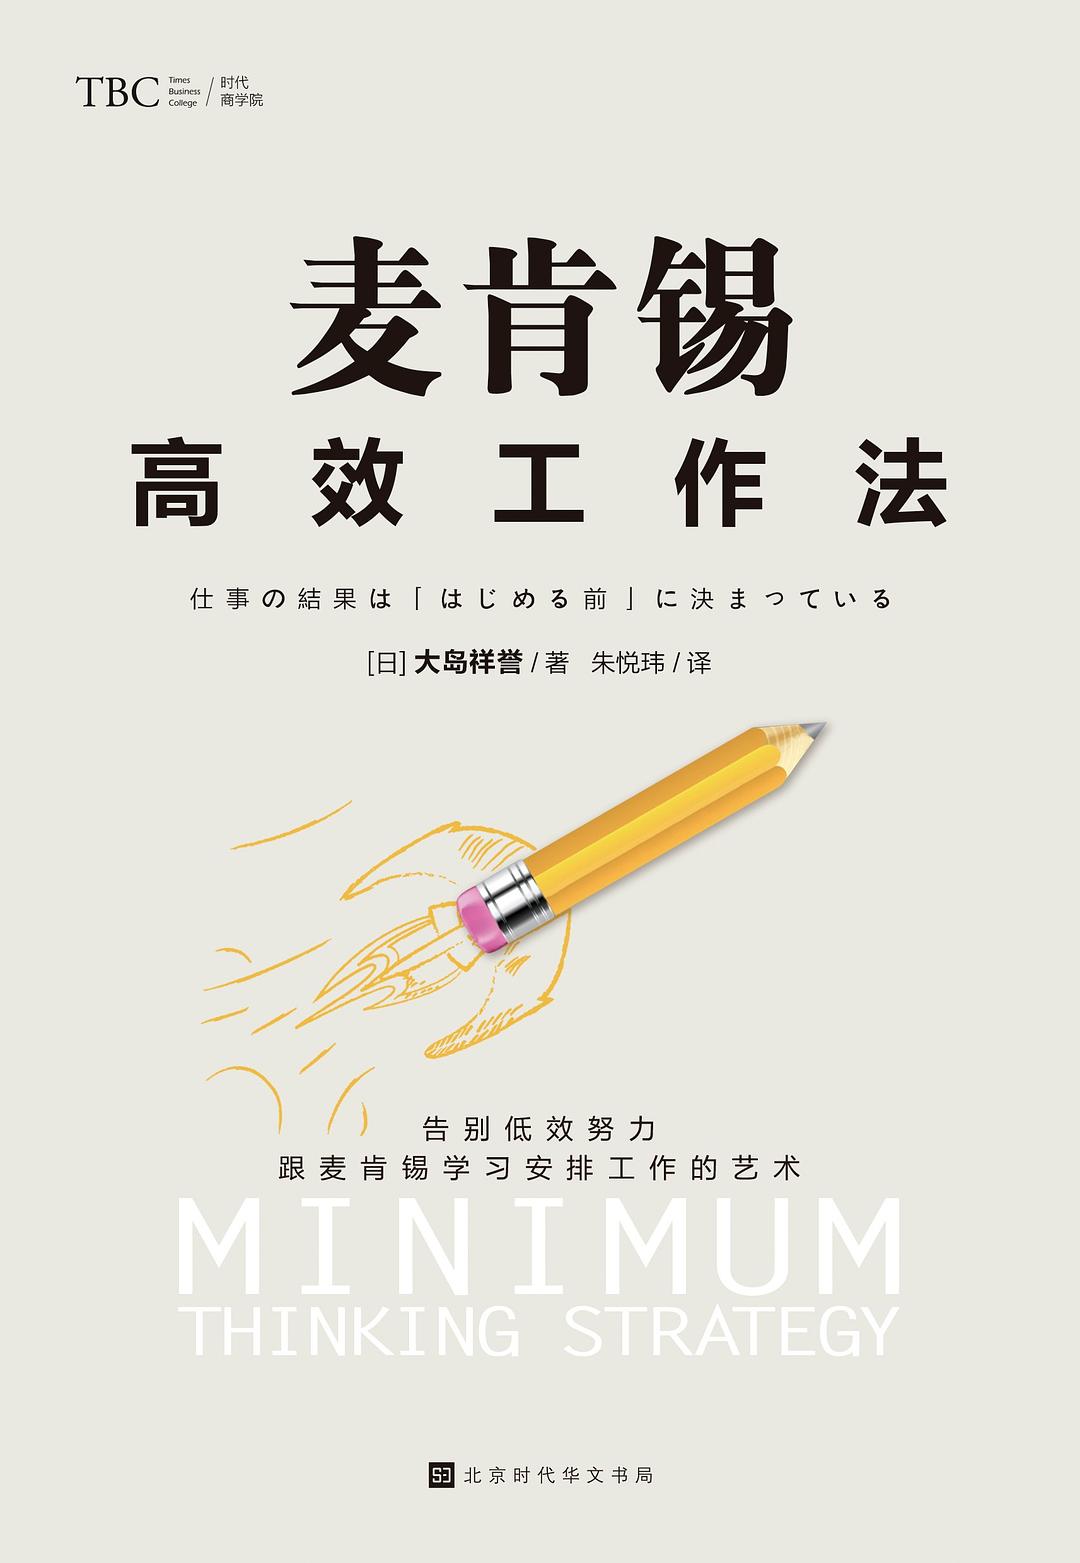 TBC Times Business College / 时代商学院
麦肯锡
高效工作法
仕事の結果は「はじめる前」に決まっている
[日] 大岛祥誉 / 著 朱悦玮 / 译
告别低效努力
跟麦肯锡学习安排工作的艺术
MINIMUM
THINKING STRATEGY
北京时代华文书局